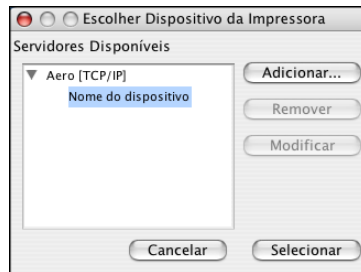 Escolher Dispositivo da Impressora
Servidores Disponíveis
Aero [TCP/IP]
Nome do dispositivo
Adicionar...
Remover
Modificar
Cancelar
Selecionar